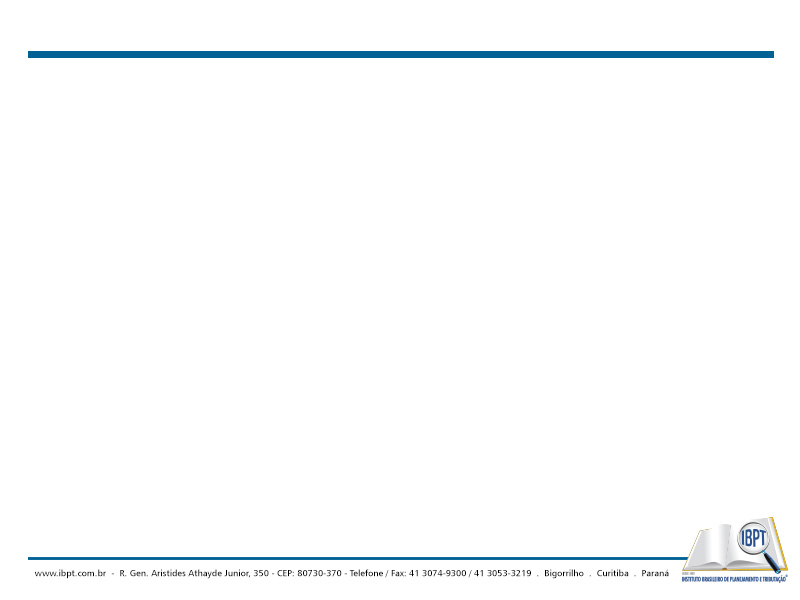 IBPT
INSTITUTO BRASILEIRO DE PLANEJAMENTO E TRIBUTAÇÃO
www.ibpt.com.br - R. Gen. Aristides Athayde Junior, 350 - CEP: 80730-370 - Telefone / Fax: 41 3074-9300 / 41 3053-3219 . Bigorrilho . Curitiba . Paraná